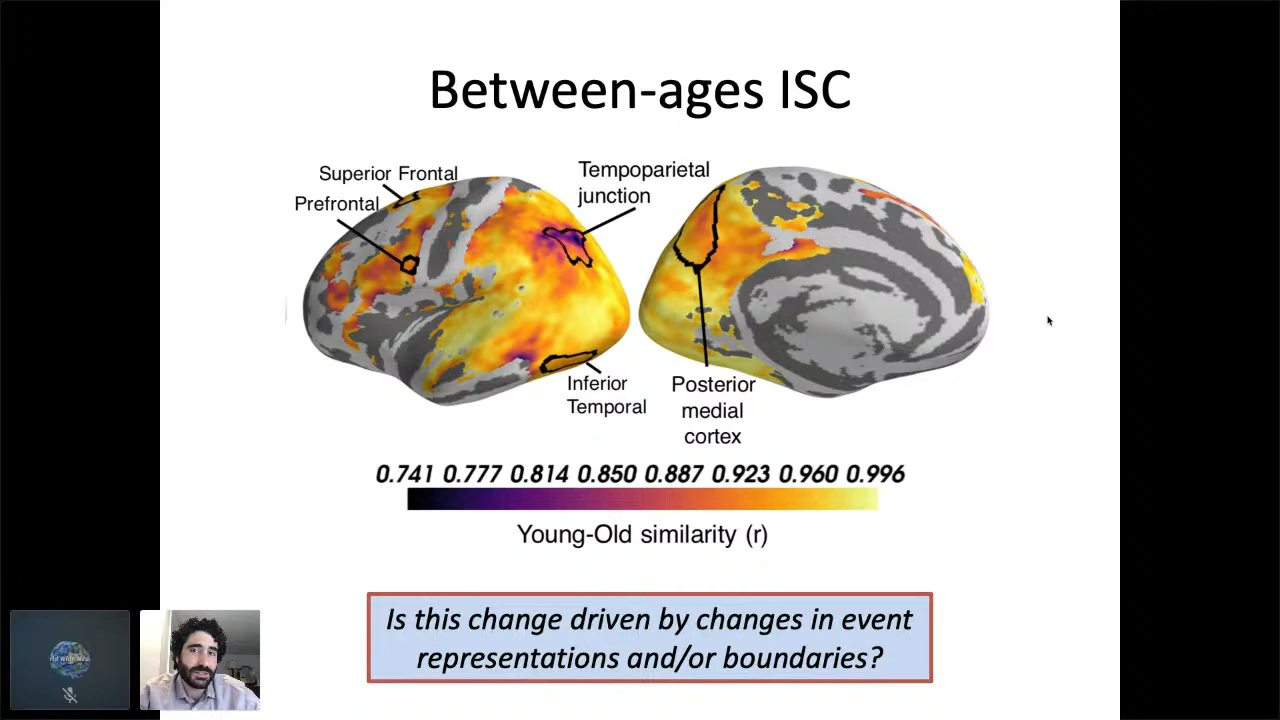 Between-ages ISC
Superior Frontal
Prefrontal
Tempoparietal
junction
Inferior
Temporal
Posterior
medial
cortex
0.741 0.777 0.814 0.850 0.887 0.923 0.960 0.996
Young-Old similarity (r)
Is this change driven by changes in event
representations and/or boundaries?